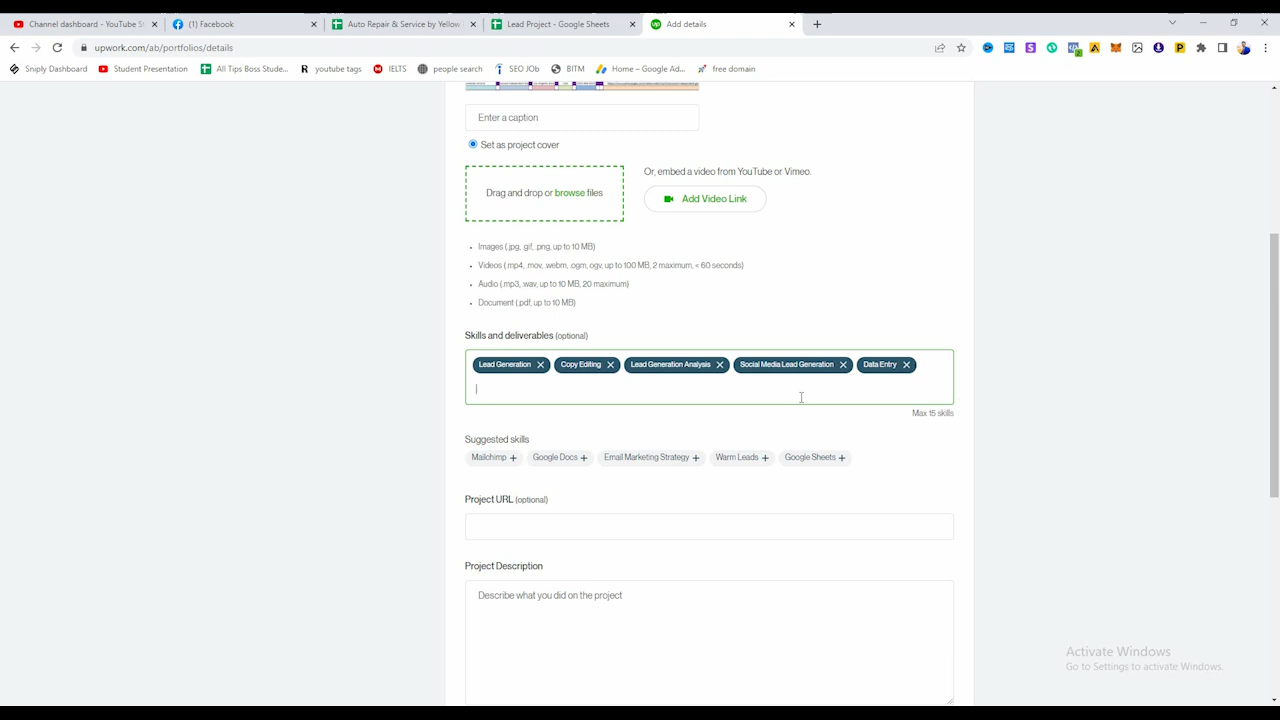 Channel dashboard - YouTube St
(1) Facebook
Auto Repair & Service by Yellow
Lead Project - Google Sheets
Add details
upwork.com/ab/portfolios/details
Sniply Dashboard
Student Presentation
All Tips Boss Stude...
youtube tags
IELTS
people search
SEO JOb
BITM
Home – Google Ad...
free domain
Enter a caption
Set as project cover
Drag and drop or browse files
Or, embed a video from YouTube or Vimeo.
Add Video Link
Images (.jpg, .gif, .png, up to 10 MB)
Videos (.mp4, .mov, .webm, .ogm, ogv, up to 100 MB, 2 maximum, < 60 seconds)
Audio (.mp3, .wav, up to 10 MB, 20 maximum)
Document (.pdf, up to 10 MB)
Skills and deliverables (optional)
Lead Generation
Copy Editing
Lead Generation Analysis
Social Media Lead Generation
Data Entry
Max 15 skills
Suggested skills
Mailchimp +
Google Docs +
Email Marketing Strategy +
Warm Leads +
Google Sheets +
Project URL (optional)
Project Description
Describe what you did on the project
Activate Windows
Go to Settings to activate Windows.